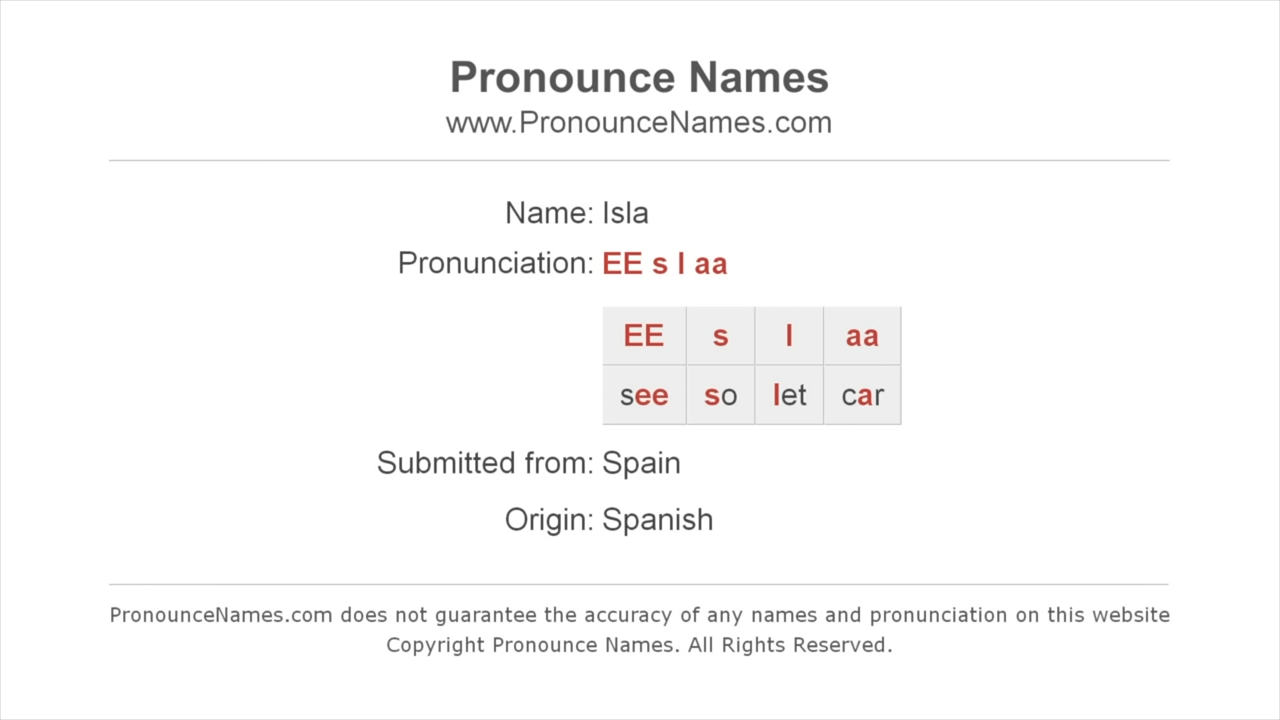 Pronounce Names
www.PronounceNames.com
Name: Isla
Pronunciation: EE s l aa
EE s l aa
see so let car
Submitted from: Spain
Origin: Spanish
PronounceNames.com does not guarantee the accuracy of any names and pronunciation on this website
Copyright Pronounce Names. All Rights Reserved.